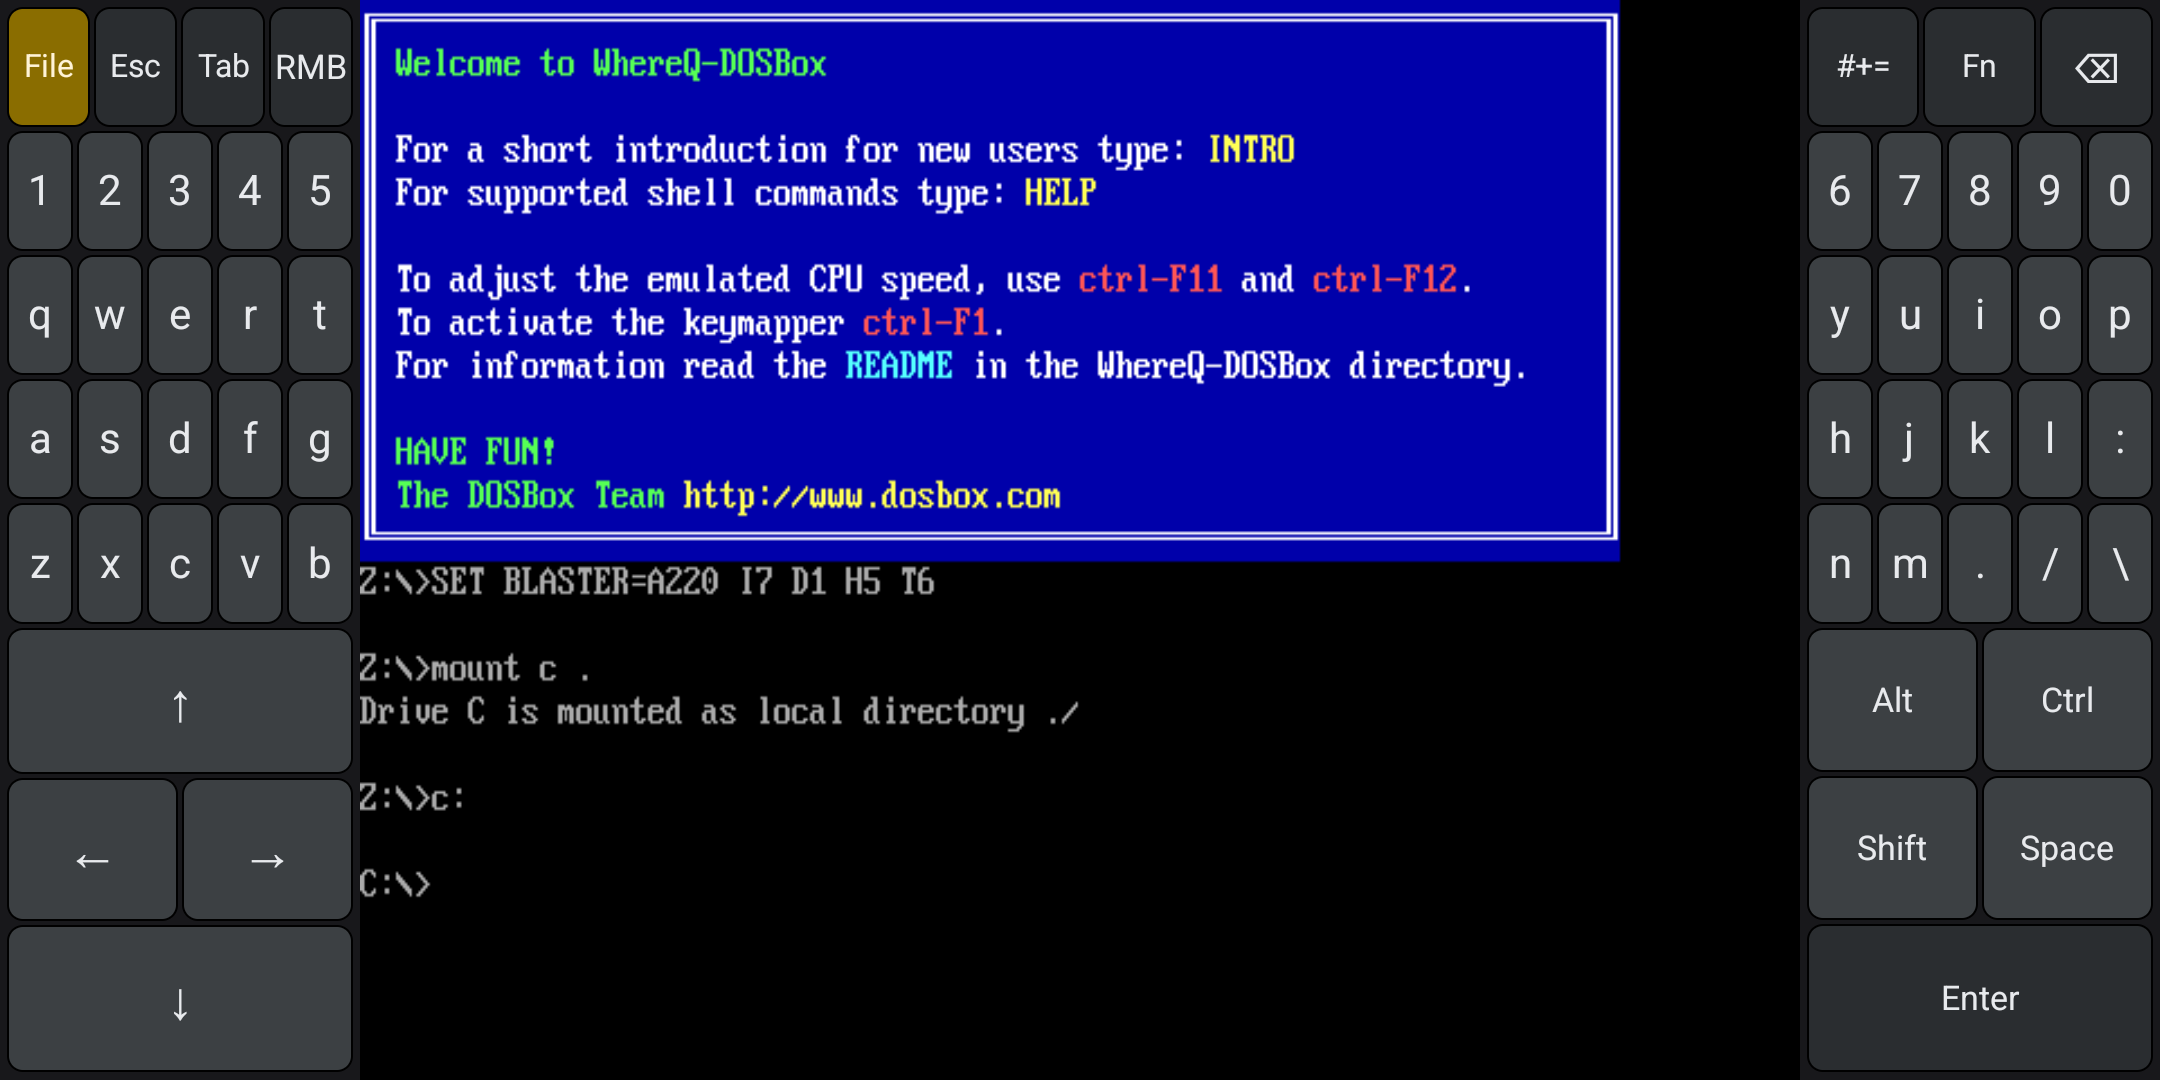 File Esc Tab RMB
1 2 3 4 5
q w e r t
a s d f g
z x c v b
↑
← →
↓
Welcome to WhereQ-DOSBox
For a short introduction for new users type: INTRO
For supported shell commands type: HELP
To adjust the emulated CPU speed, use ctrl-F11 and ctrl-F12.
To activate the keymapper ctrl-F1.
For information read the README in the WhereQ-DOSBox directory.
HAVE FUN!
The DOSBox Team http://www.dosbox.com
Z:\>SET BLASTER=A220 I7 D1 H5 T6
Z:\>mount c .
Drive C is mounted as local directory ./
Z:\>c:
C:\>
#+= Fn ⌫
6 7 8 9 0
y u i o p
h j k l :
n m . / \
Alt Ctrl
Shift Space
Enter